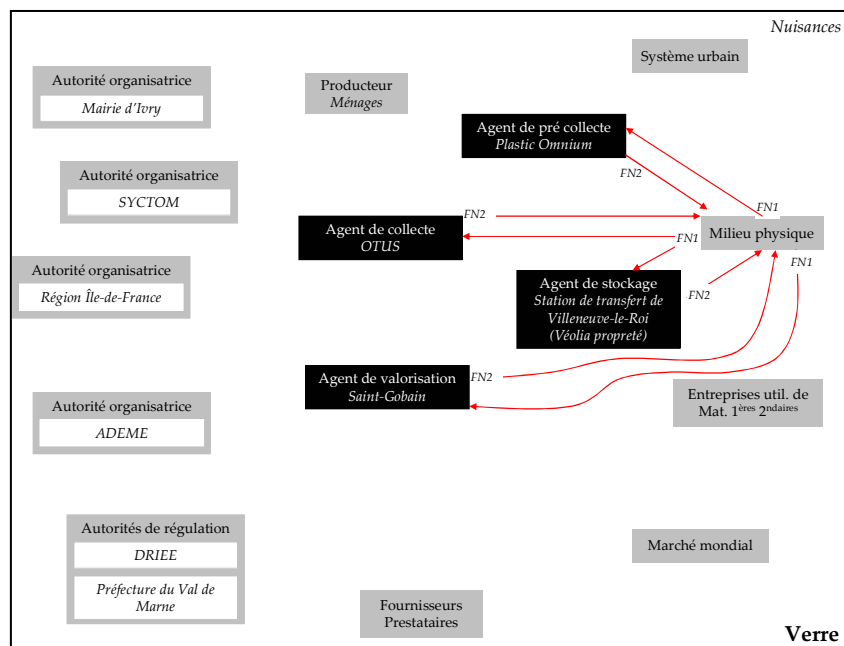 Nuisances
Système urbain
Autorité organisatrice
Mairie d'Ivry
Producteur
Ménages
Agent de pré collecte
Plastic Omnium
FN2
FN1
Autorité organisatrice
SYCTOM
FN2
Agent de collecte
OTUS
FN1
Milieu physique
FN1
Autorité organisatrice
Région Île-de-France
Agent de stockage
Station de transfert de
Villeneuve-le-Roi
(Véolia propreté)
FN2
Agent de valorisation
Saint-Gobain
FN2
Entreprises util. de
Mat. 1ères 2ndaires
Autorité organisatrice
ADEME
Autorités de régulation
DRIEE
Préfecture du Val de
Marne
Marché mondial
Fournisseurs
Prestataires
Verre